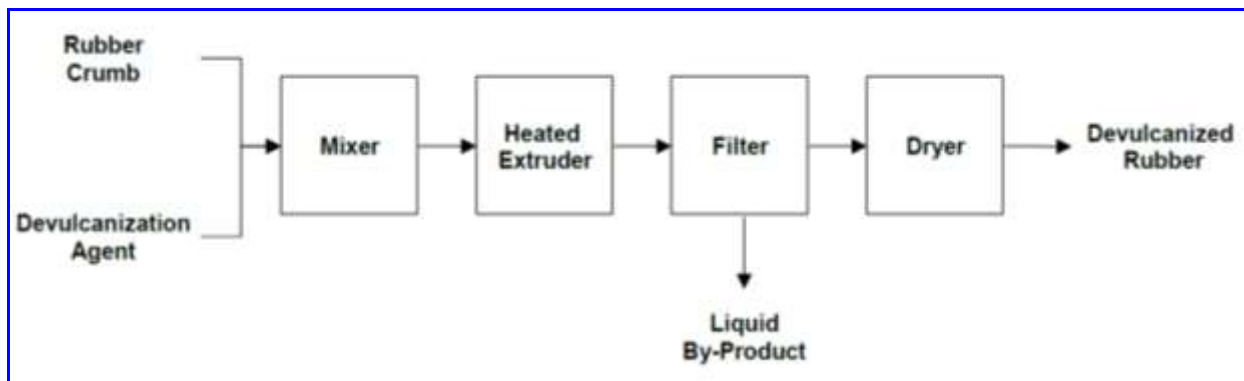 Rubber
Crumb
Mixer
Heated
Extruder
Filter
Dryer
Devulcanized
Rubber
Devulcanization
Agent
Liquid
By-Product